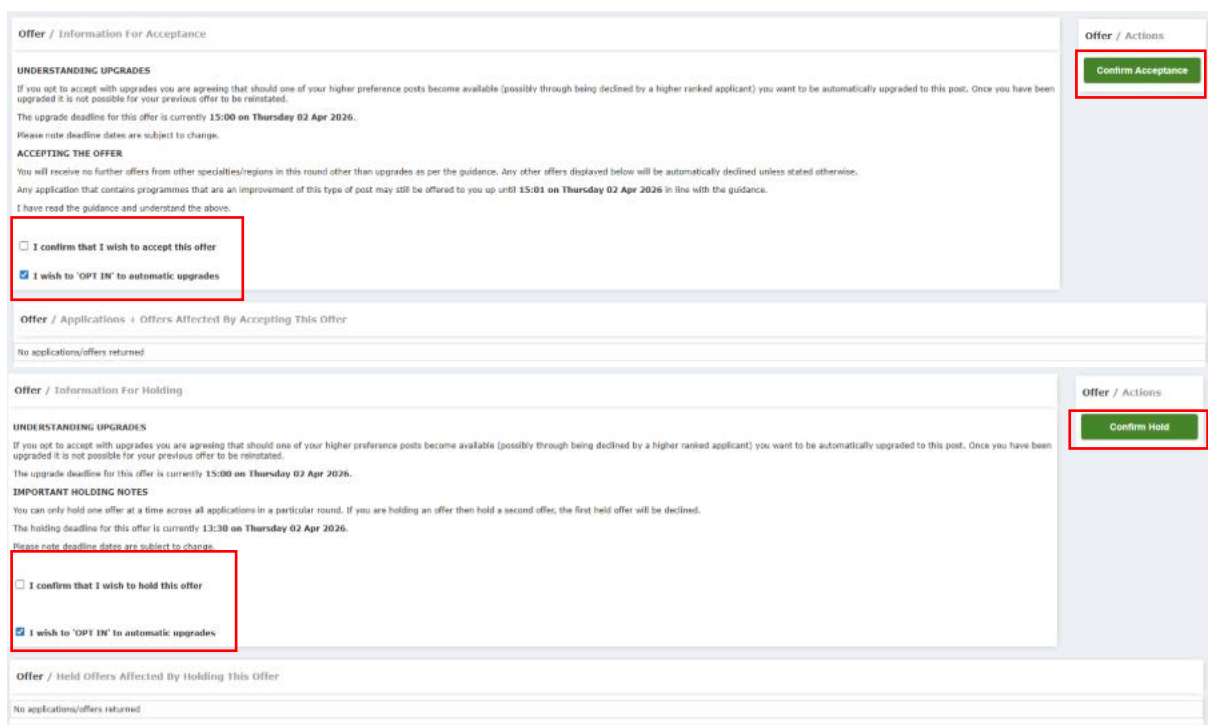 Offer / Information For Acceptance
Offer / Actions
Confirm Acceptance
UNDERSTANDING UPGRADES
If you opt to accept with upgrades you are agreeing that should one of your higher preference posts become available (possibly through being declined by a higher ranked applicant) you want to be automatically upgraded to this post. Once you have been
upgraded it is not possible for your previous offer to be reinstated.
The upgrade deadline for this offer is currently 15:00 on Thursday 02 Apr 2026.
Please note deadline dates are subject to change.
ACCEPTING THE OFFER
You will receive no further offers from other specialties/regions in this round other than upgrades as per the guidance. Any other offers displayed below will be automatically declined unless stated otherwise.
Any application that contains programmes that are an improvement of this type of post may still be offered to you up until 15:01 on Thursday 02 Apr 2026 in line with the guidance.
I have read the guidance and understand the above.
I confirm that I wish to accept this offer
I wish to 'OPT IN' to automatic upgrades
Offer / Applications + Offers Affected By Accepting This Offer
No applications/offers returned
Offer / Information For Holding
Offer / Actions
Confirm Hold
UNDERSTANDING UPGRADES
If you opt to accept with upgrades you are agreeing that should one of your higher preference posts become available (possibly through being declined by a higher ranked applicant) you want to be automatically upgraded to this post. Once you have been
upgraded it is not possible for your previous offer to be reinstated.
The upgrade deadline for this offer is currently 15:00 on Thursday 02 Apr 2026.
IMPORTANT HOLDING NOTES
You can only hold one offer at a time across all applications in a particular round. If you are holding an offer then hold a second offer, the first held offer will be declined.
The holding deadline for this offer is currently 13:30 on Thursday 02 Apr 2026.
Please note deadline dates are subject to change.
I confirm that I wish to hold this offer
I wish to 'OPT IN' to automatic upgrades
Offer / Held Offers Affected By Holding This Offer
No applications/offers returned